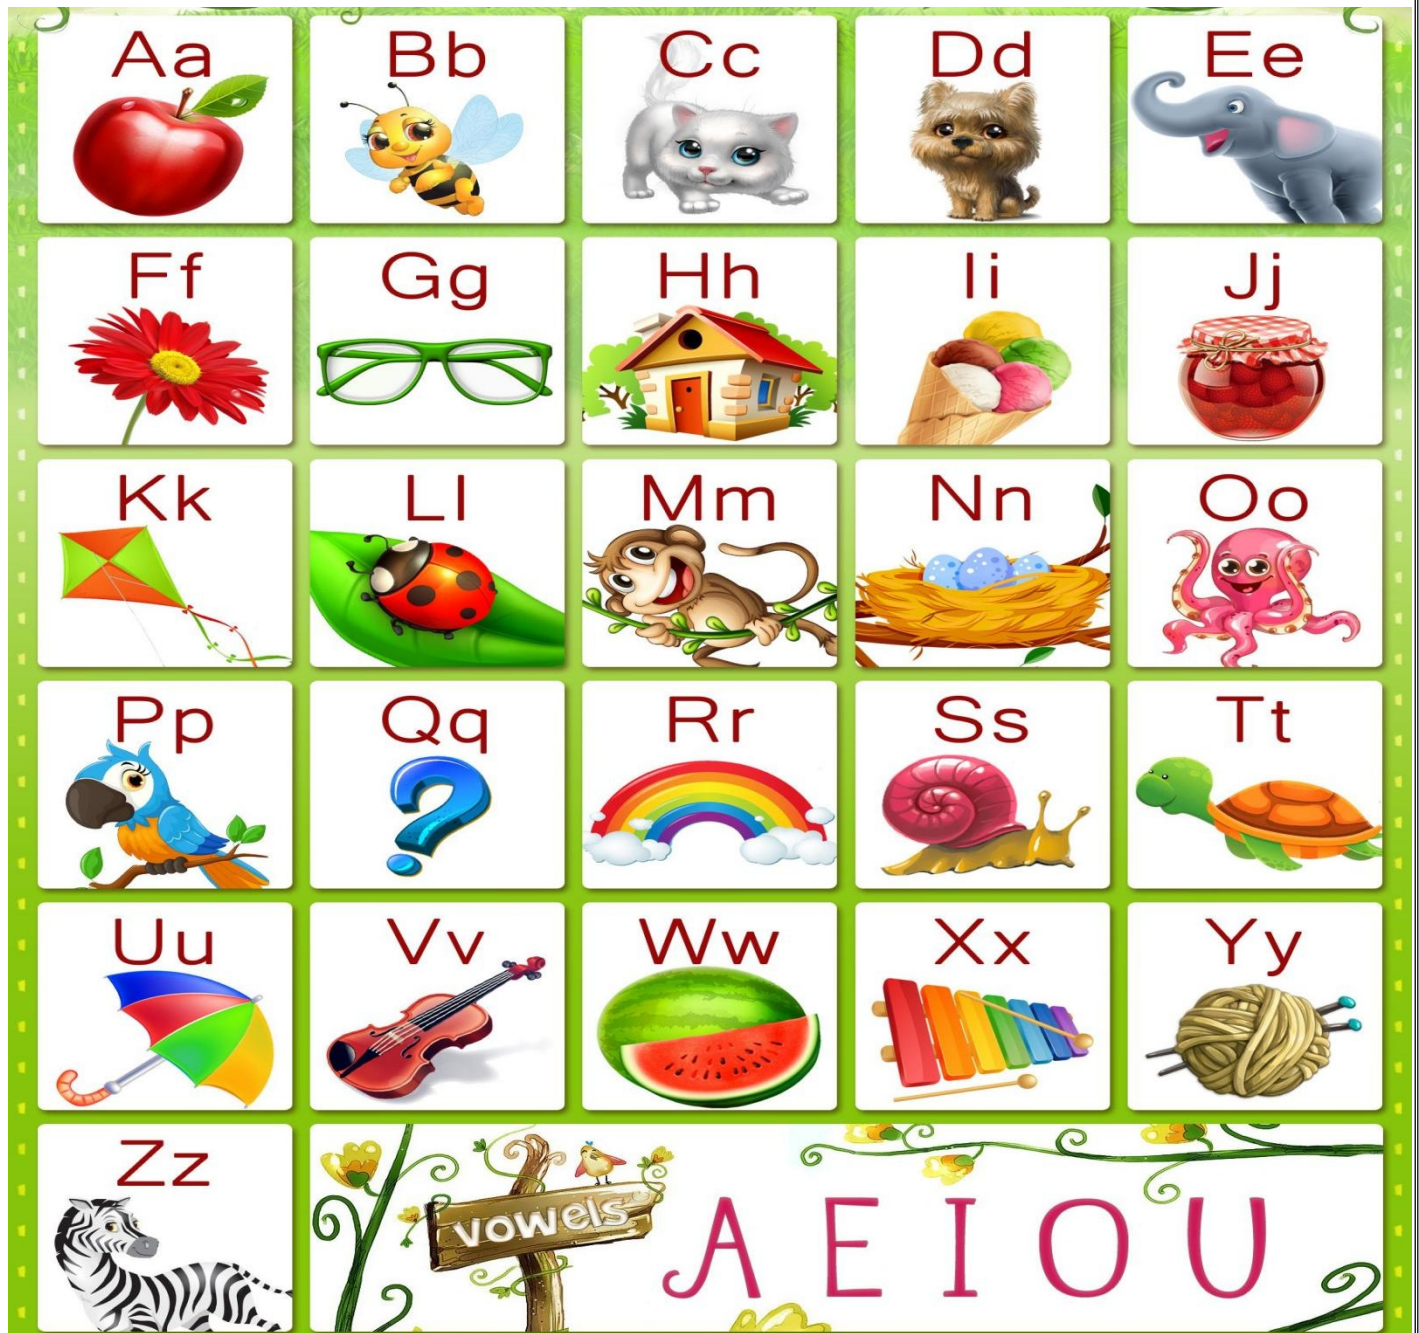 Aa Bb Cc Dd Ee
Ff Gg Hh Ii Jj
Kk Ll Mm Nn Oo
Pp Qq Rr Ss Tt
Uu Vv Ww Xx Yy
Zz
vowels
A E I O U